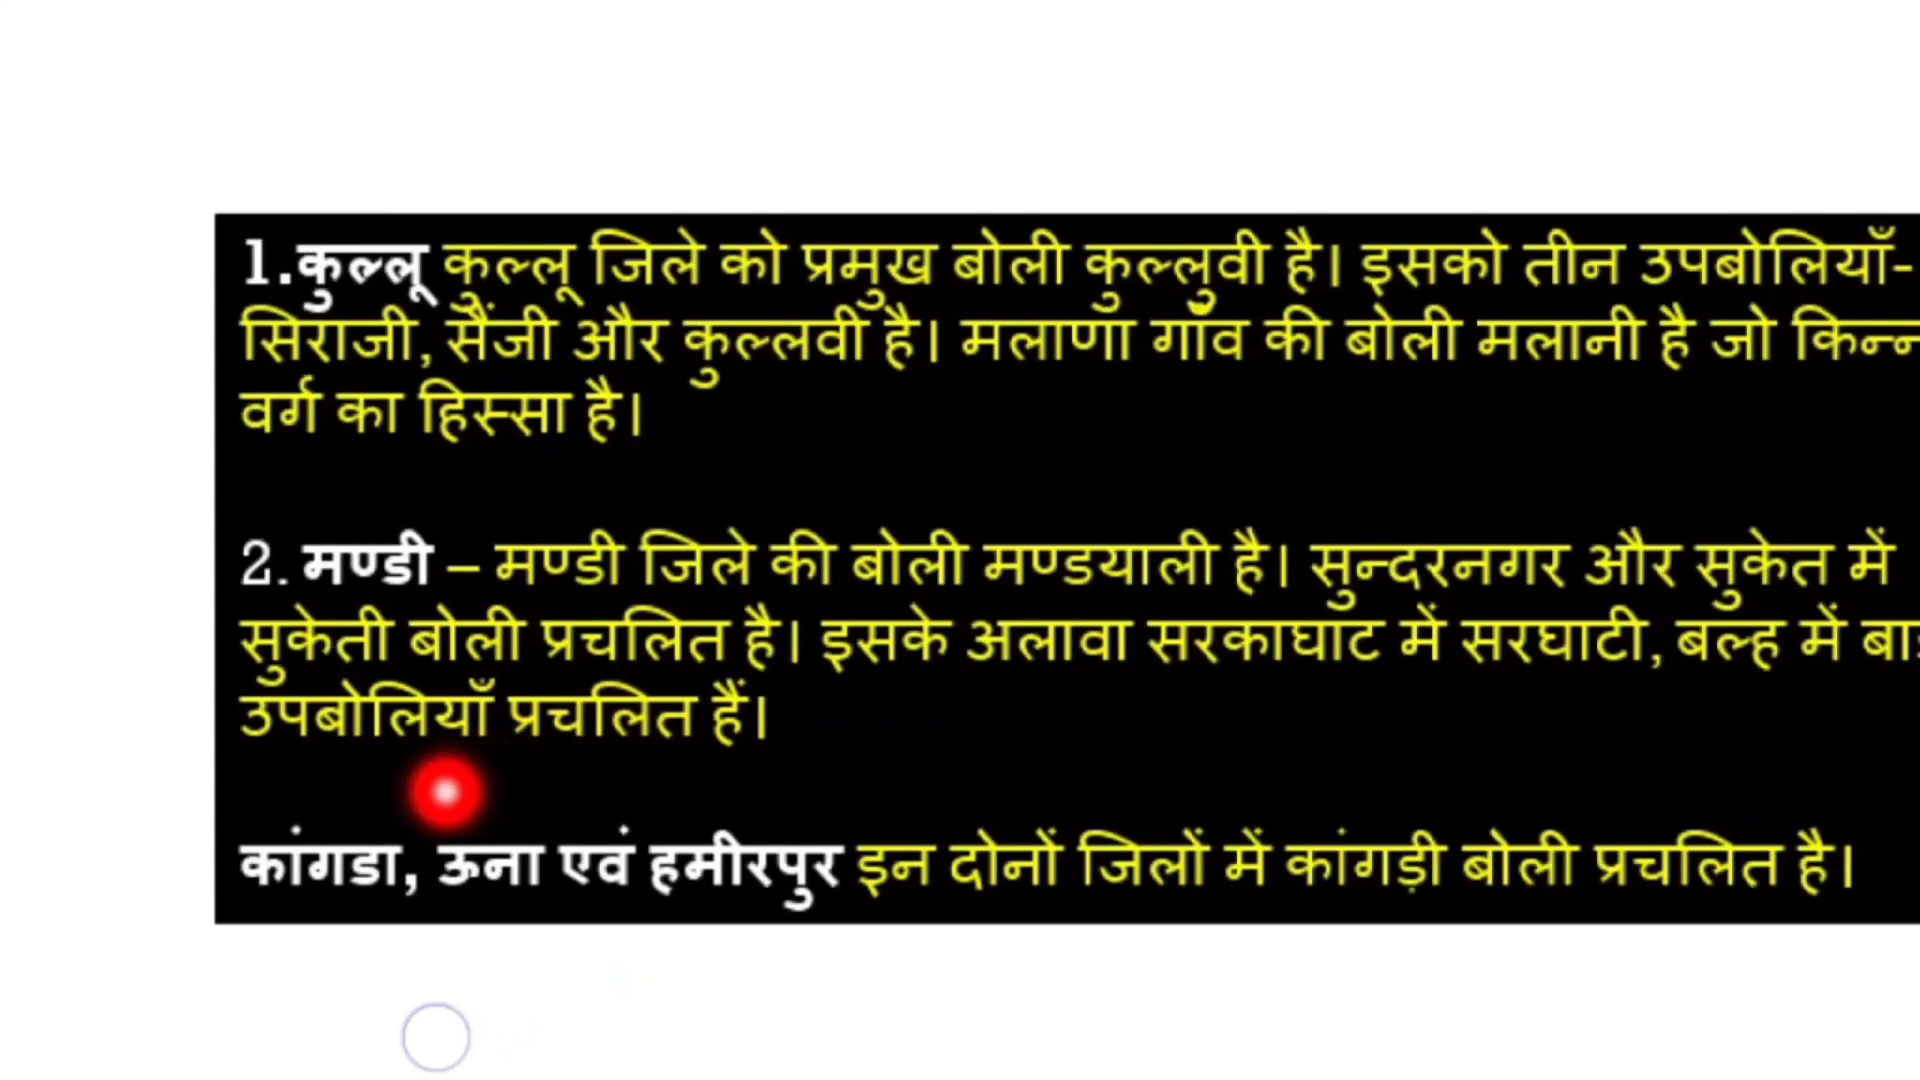 1.कुल्लू कुल्लू जिले को प्रमुख बोली कुल्लुवी है। इसको तीन उपबोलियाँ-
सिराजी, सैंजी और कुल्लवी है। मलाणा गाँव की बोली मलानी है जो
वर्ग का हिस्सा है।
2. मण्डी – मण्डी जिले की बोली मण्डयाली है। सुन्दरनगर और सुकेत में
सुकेती बोली प्रचलित है। इसके अलावा सरकाघाट में सरघाटी, बल्ह में
उपबोलियाँ प्रचलित हैं।
कांगडा, ऊना एवं हमीरपुर इन दोनों जिलों में कांगड़ी बोली प्रचलित है।